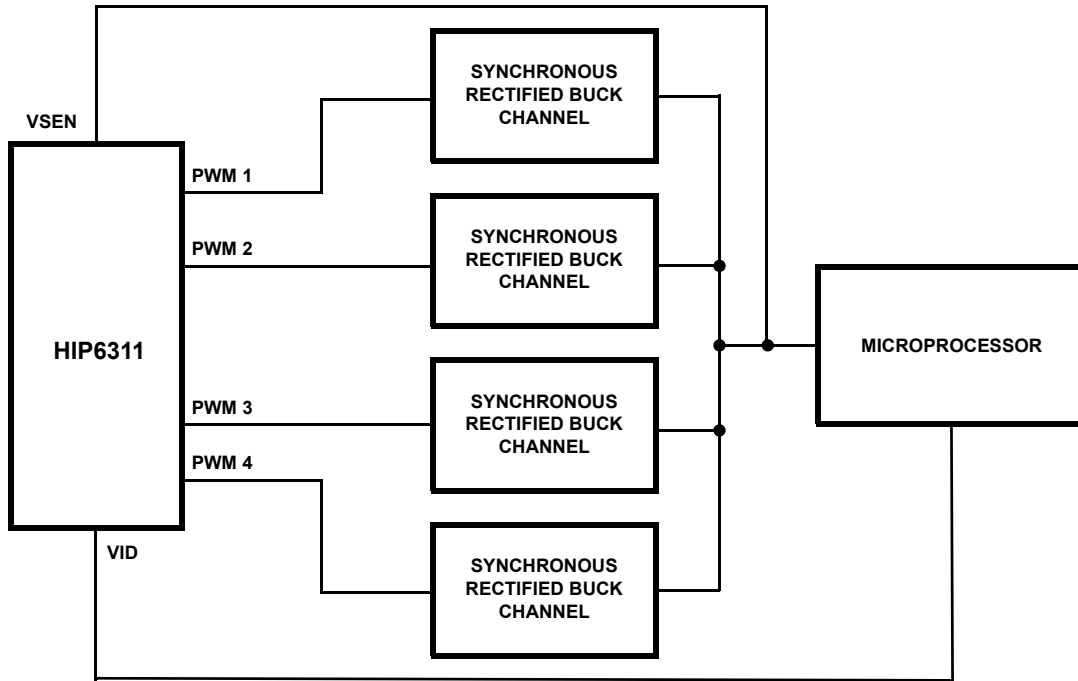 SYNCHRONOUS
RECTIFIED BUCK
CHANNEL
VSEN
PWM 1
SYNCHRONOUS
RECTIFIED BUCK
CHANNEL
PWM 2
HIP6311
MICROPROCESSOR
SYNCHRONOUS
RECTIFIED BUCK
CHANNEL
PWM 3
PWM 4
VID
SYNCHRONOUS
RECTIFIED BUCK
CHANNEL